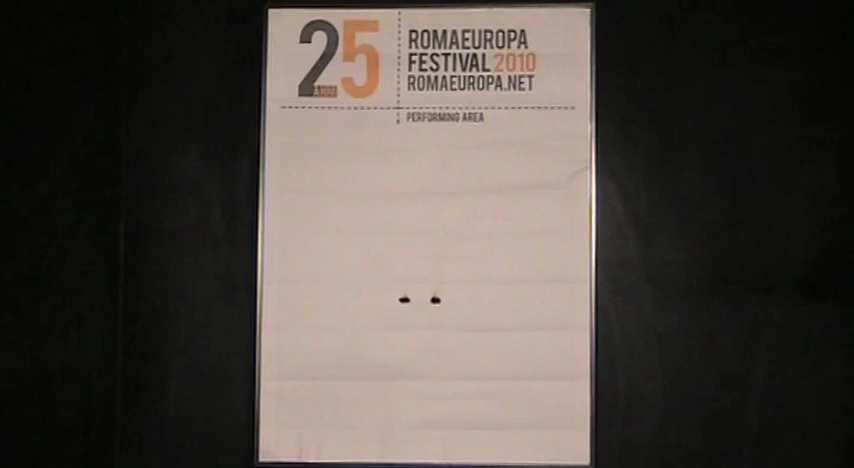 25
ANNI
ROMAEUROPA
FESTIVAL 2010
ROMAEUROPA.NET
PERFORMING AREA